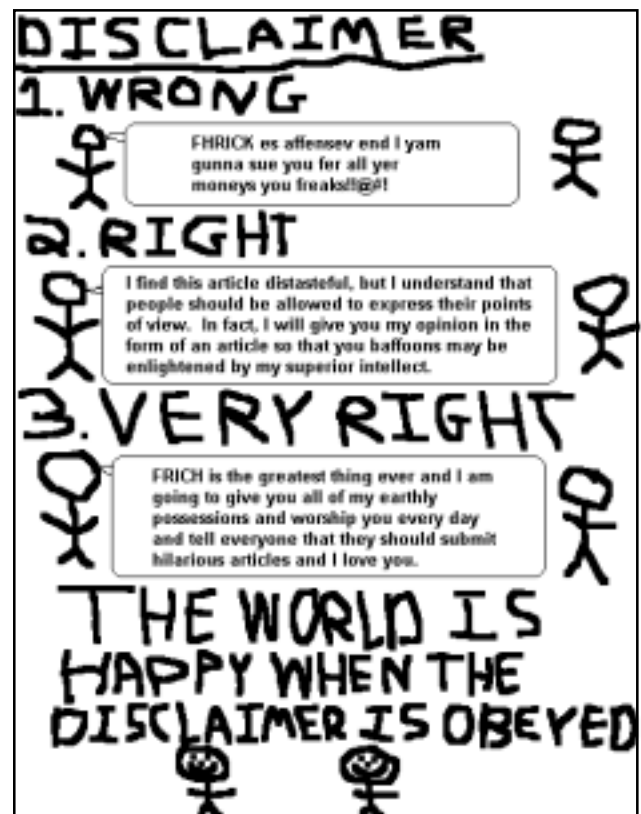 DISCLAIMER
1. WRONG
FHRICK es affensev end I yam
gunna sue you fer all yer
moneys you freaks!!@#!
2. RIGHT
I find this article distasteful, but I understand that
people should be allowed to express their points
of view. In fact, I will give you my opinion in the
form of an article so that you baffoons may be
enlightened by my superior intellect.
3. VERY RIGHT
FRICH is the greatest thing ever and I am
going to give you all of my earthly
possessions and worship you every day
and tell everyone that they should submit
hilarious articles and I love you.
THE WORLD IS
HAPPY WHEN THE
DISCLAIMER IS OBEYED